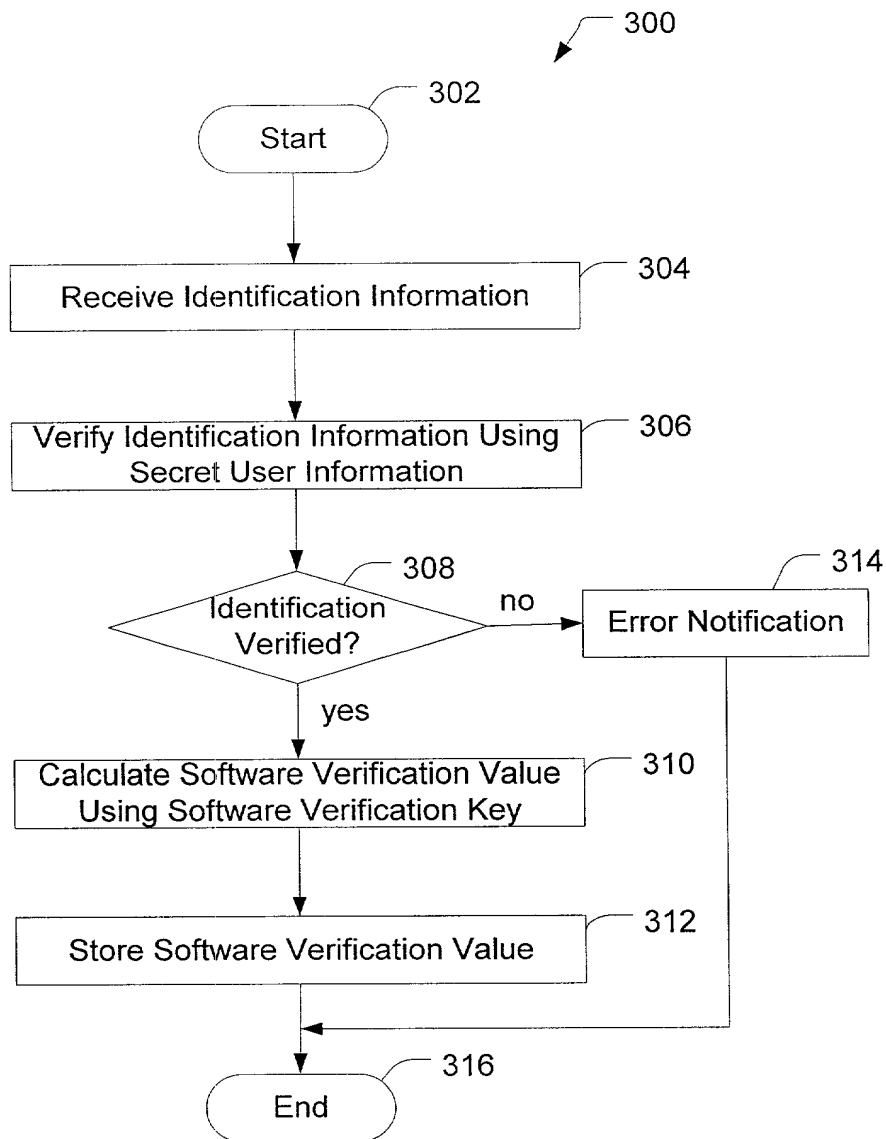 300
302
Start
304
Receive Identification Information
306
Verify Identification Information Using
Secret User Information
308
Identification
Verified?
no
314
Error Notification
yes
310
Calculate Software Verification Value
Using Software Verification Key
312
Store Software Verification Value
316
End